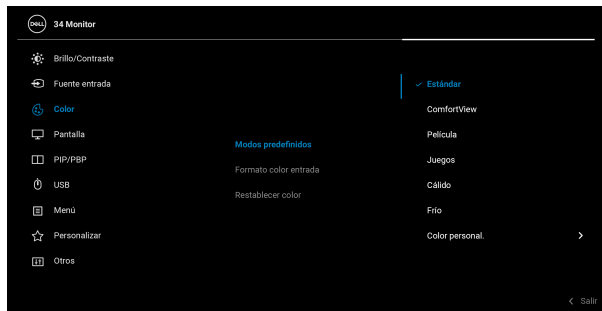 DELL 34 Monitor
Brillo/Contraste
Fuente entrada
Color
Pantalla
PIP/PBP
USB
Menú
Personalizar
Otros
Modos predefinidos
Formato color entrada
Restablecer color
Estándar
ComfortView
Película
Juegos
Cálido
Frío
Color personal.
Salir